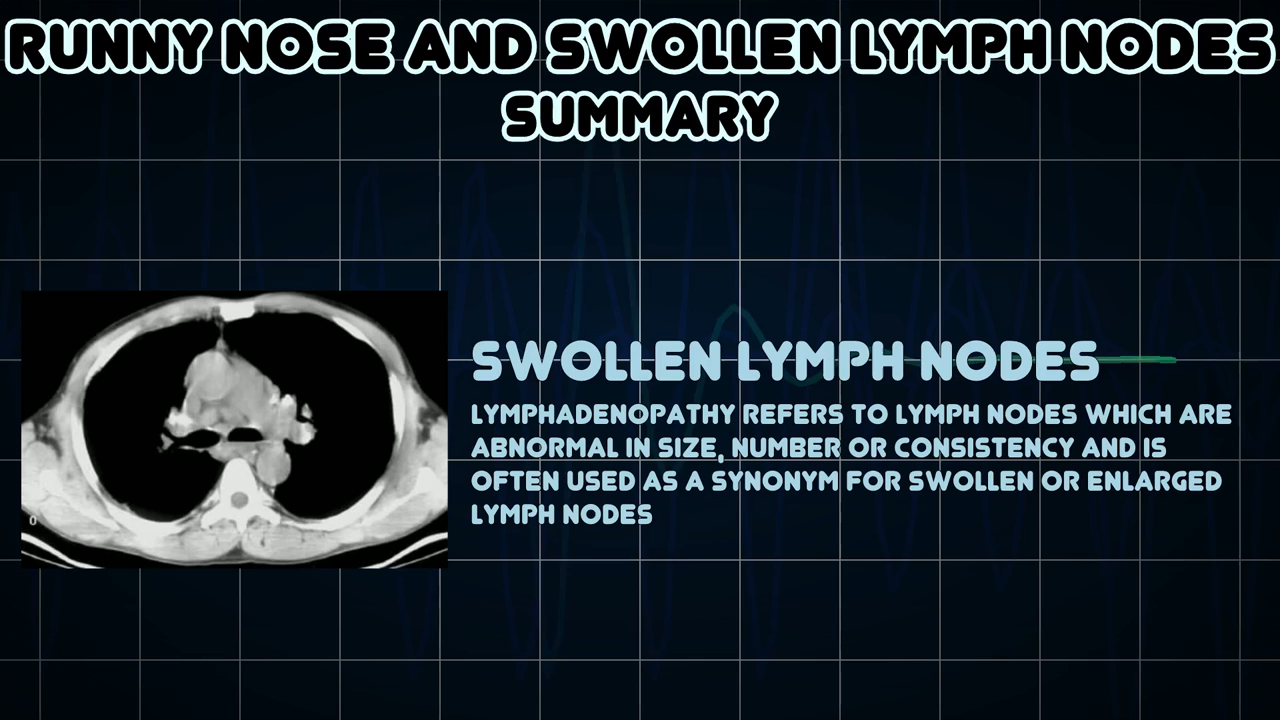 RUNNY NOSE AND SWOLLEN LYMPH NODES
SUMMARY
SWOLLEN LYMPH NODES
LYMPHADENOPATHY REFERS TO LYMPH NODES WHICH ARE
ABNORMAL IN SIZE, NUMBER OR CONSISTENCY AND IS
OFTEN USED AS A SYNONYM FOR SWOLLEN OR ENLARGED
LYMPH NODES
0